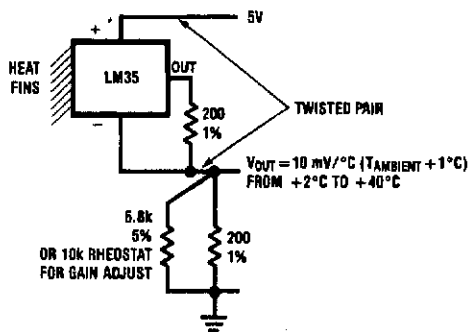 +
5V
HEAT
FINS
LM35
OUT
–
200
1%
TWISTED PAIR
VOUT = 10 mV/°C (TAMBIENT + 1°C)
FROM +2°C TO +40°C
6.8k
5%
OR 10k RHEOSTAT
FOR GAIN ADJUST
200
1%